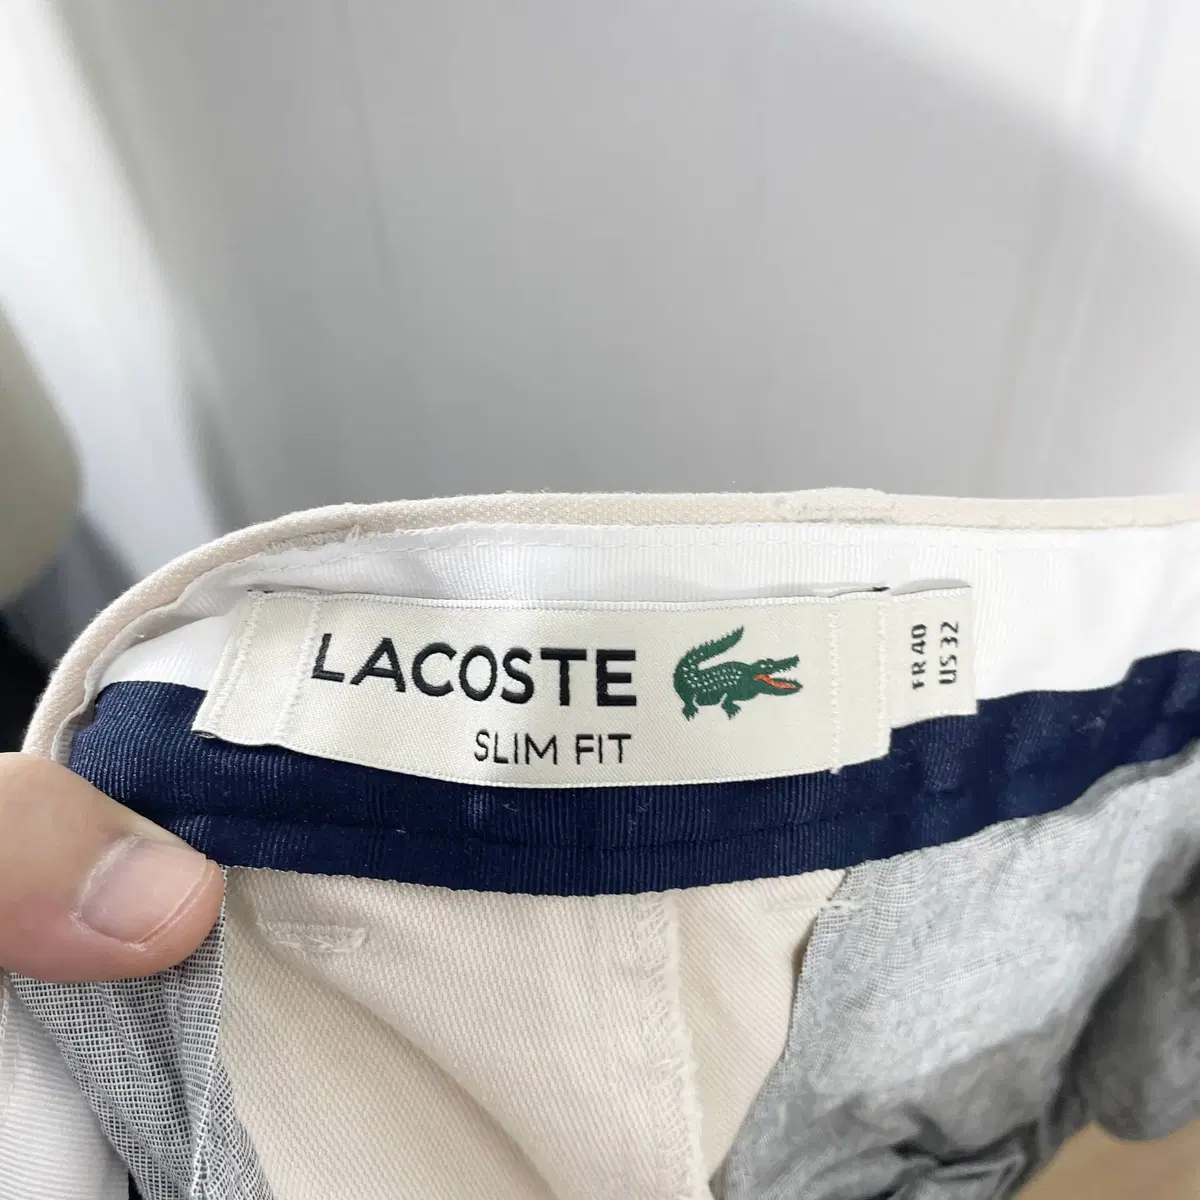 LACOSTE
SLIM FIT
FR 40
US 32